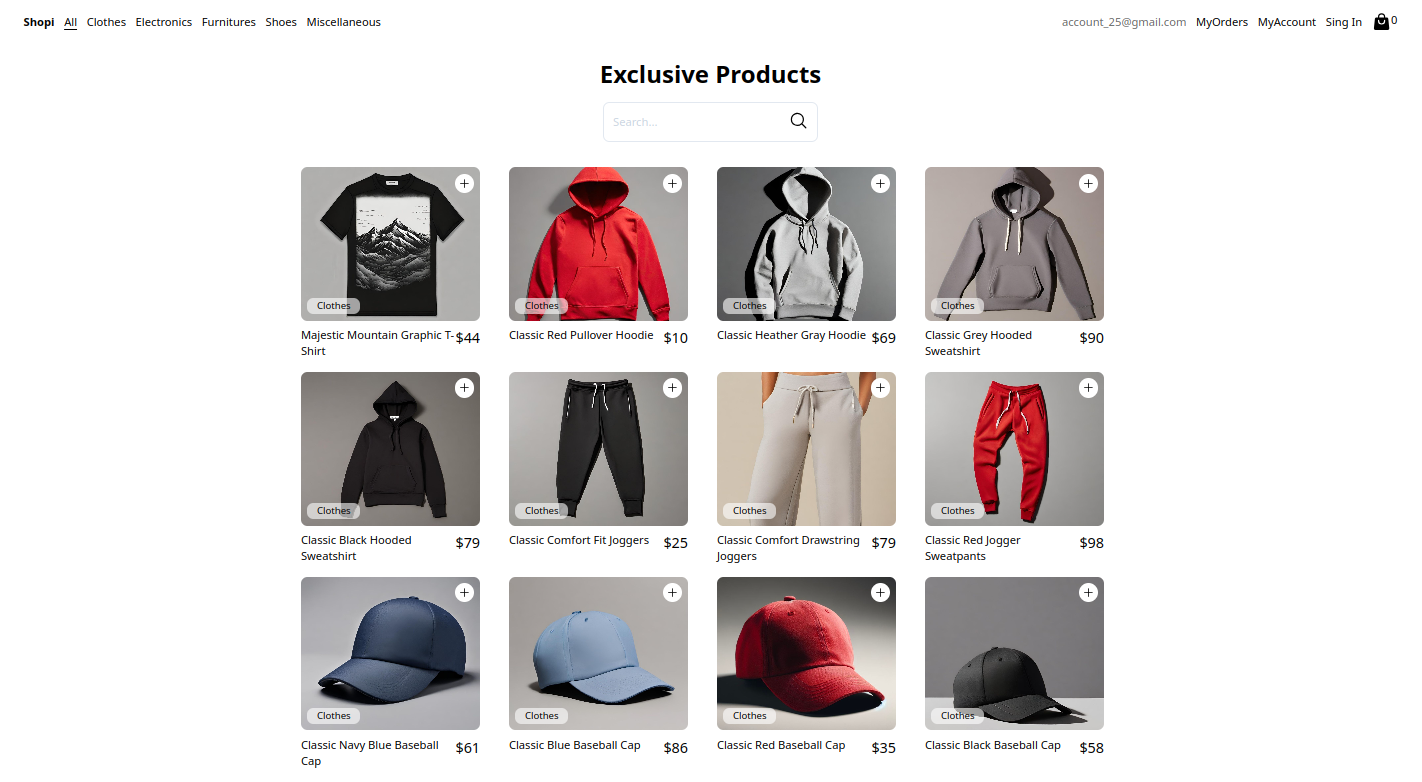 Shopi All Clothes Electronics Furnitures Shoes Miscellaneous
account_25@gmail.com MyOrders MyAccount Sing In 0
Exclusive Products
Search...
Clothes
Clothes
Clothes
Clothes
Majestic Mountain Graphic T-
Shirt
$44
Classic Red Pullover Hoodie
$10
Classic Heather Gray Hoodie
$69
Classic Grey Hooded
Sweatshirt
$90
Clothes
Clothes
Clothes
Clothes
Classic Black Hooded
Sweatshirt
$79
Classic Comfort Fit Joggers
$25
Classic Comfort Drawstring
Joggers
$79
Classic Red Jogger
Sweatpants
$98
Clothes
Clothes
Clothes
Clothes
Classic Navy Blue Baseball
Cap
$61
Classic Blue Baseball Cap
$86
Classic Red Baseball Cap
$35
Classic Black Baseball Cap
$58